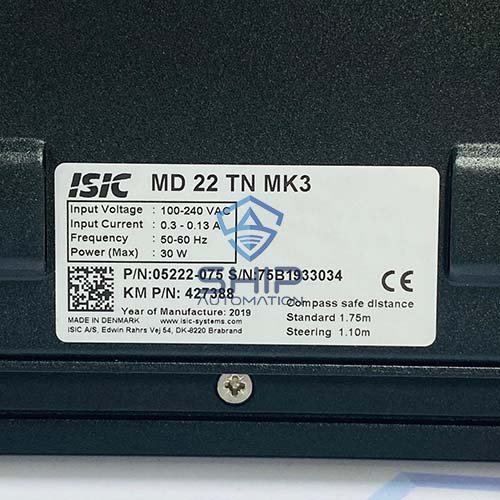 ISIC MD 22 TN MK3
Input Voltage : 100-240 VAC
Input Current : 0.3 - 0.13 A
Frequency : 50-60 Hz
Power (Max) : 30 W
P/N:05222-075 S/N:75B1933034
KM P/N: 427388
SHIP
AUTOMATION
CE
Year of Manufacture: 2019
MADE IN DENMARK www.isic-systems.com
ISIC A/S, Edwin Rahrs Vej 54, DK-8220 Brabrand
Compass safe distance
Standard 1.75m
Steering 1.10m